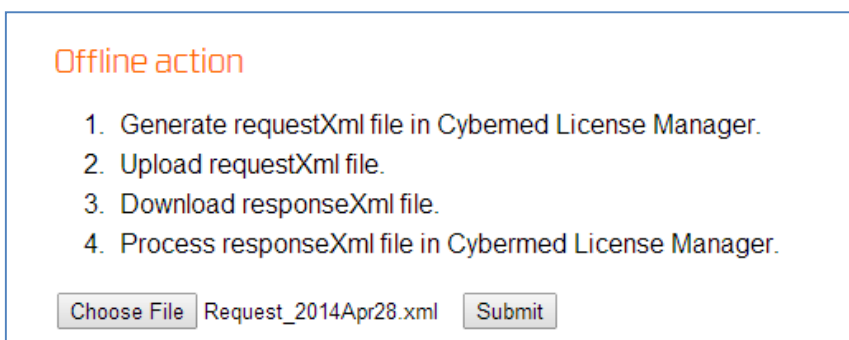 Offline action
1. Generate requestXml file in Cybemed License Manager.
2. Upload requestXml file.
3. Download responseXml file.
4. Process responseXml file in Cybermed License Manager.
Choose File Request_2014Apr28.xml Submit